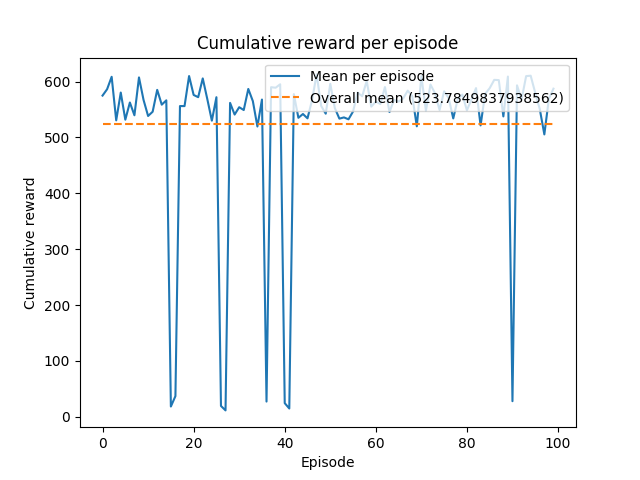 Cumulative reward per episode
Mean per episode
Overall mean (523.7849837938562)
600
500
400
300
200
100
0
Cumulative reward
0 20 40 60 80 100
Episode